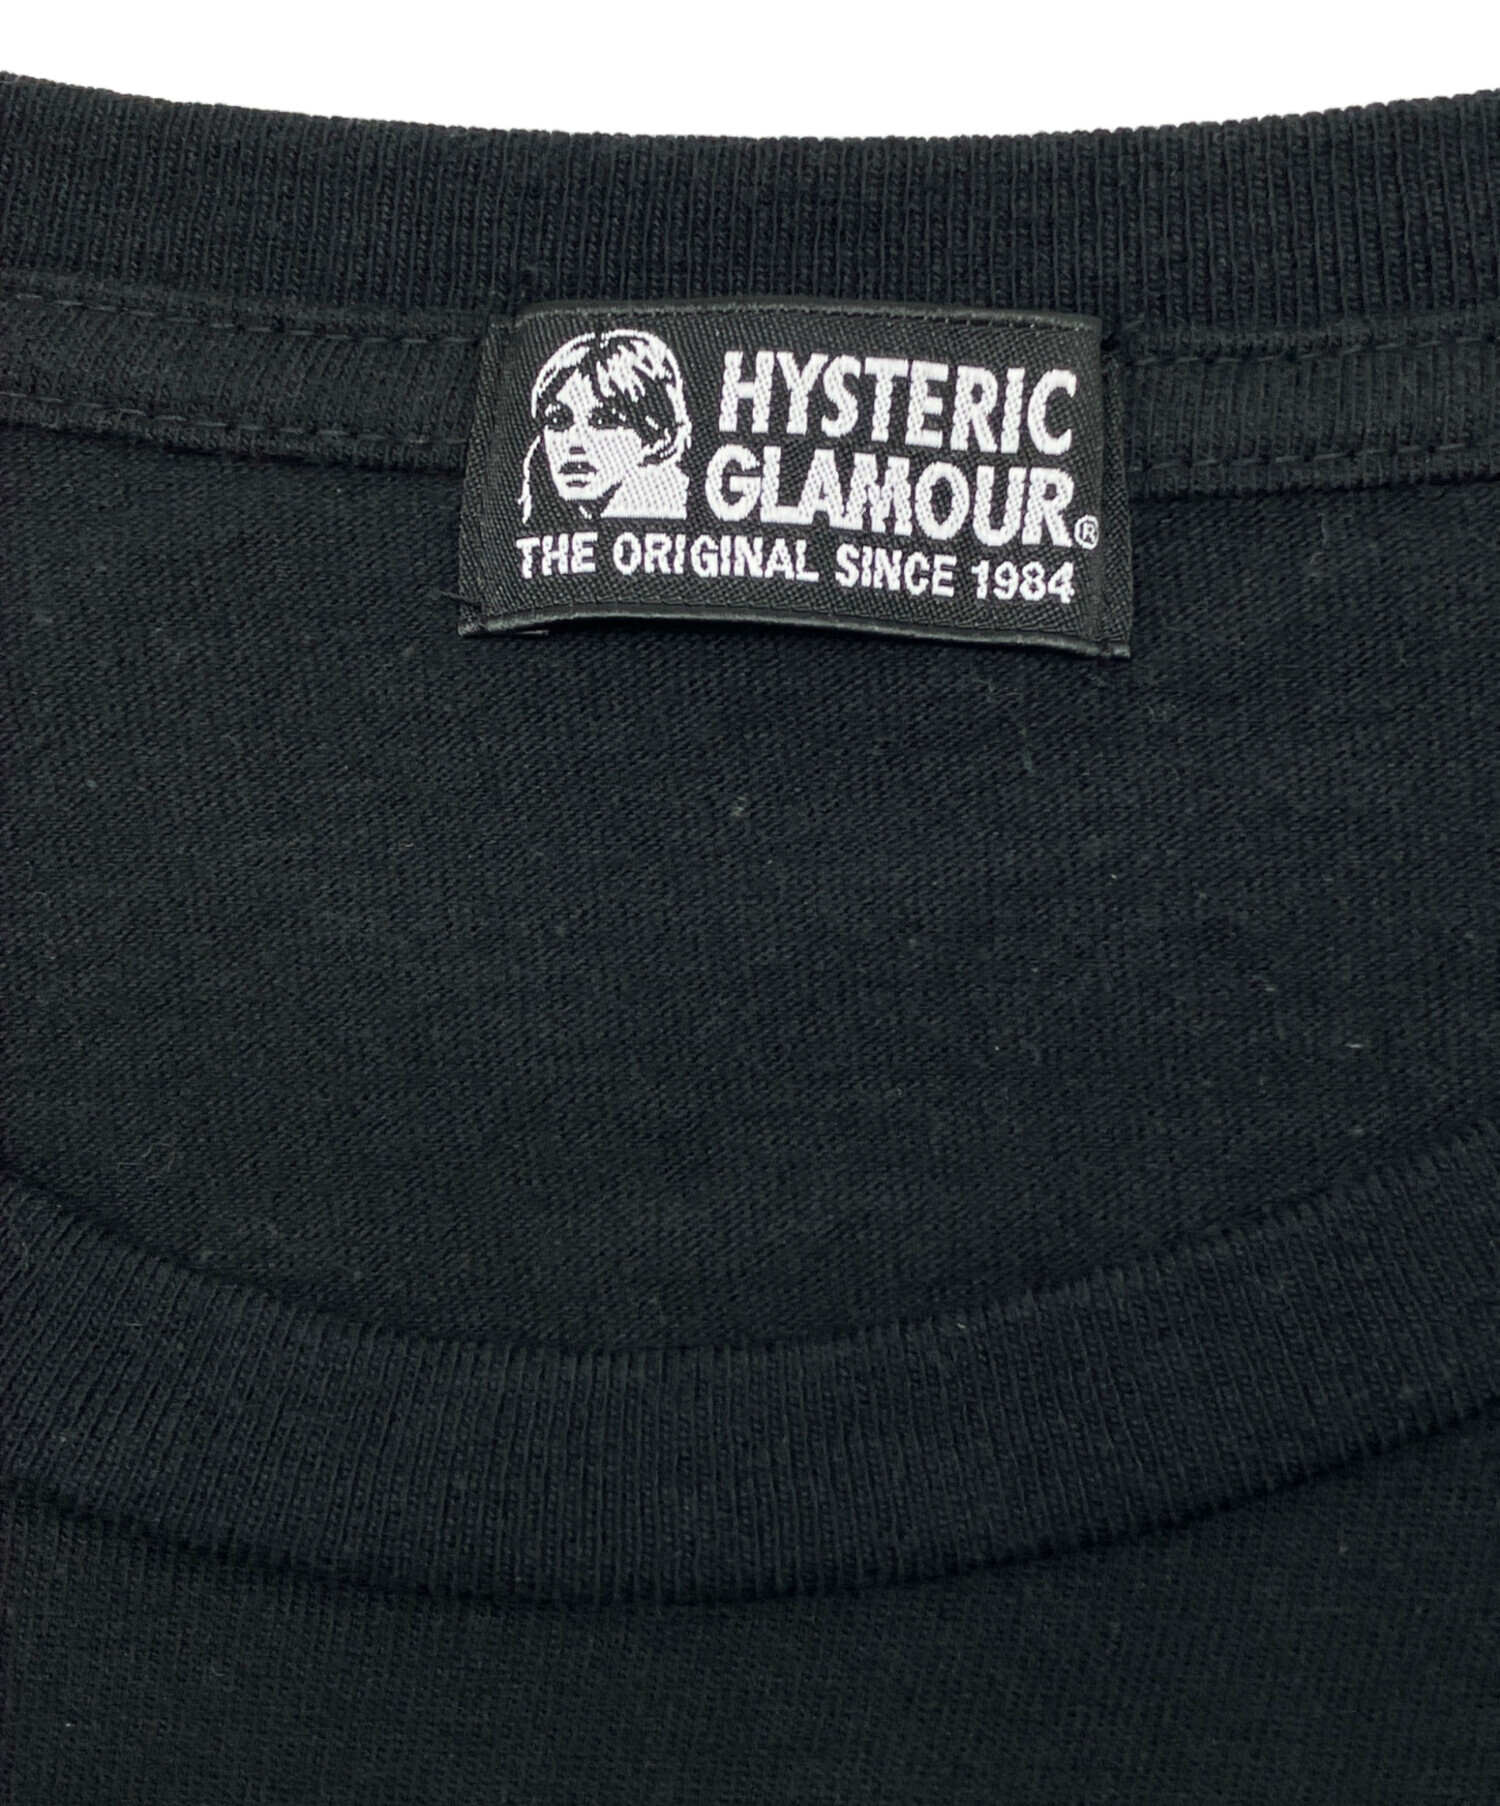 HYSTERIC
GLAMOUR®
THE ORIGINAL SINCE 1984